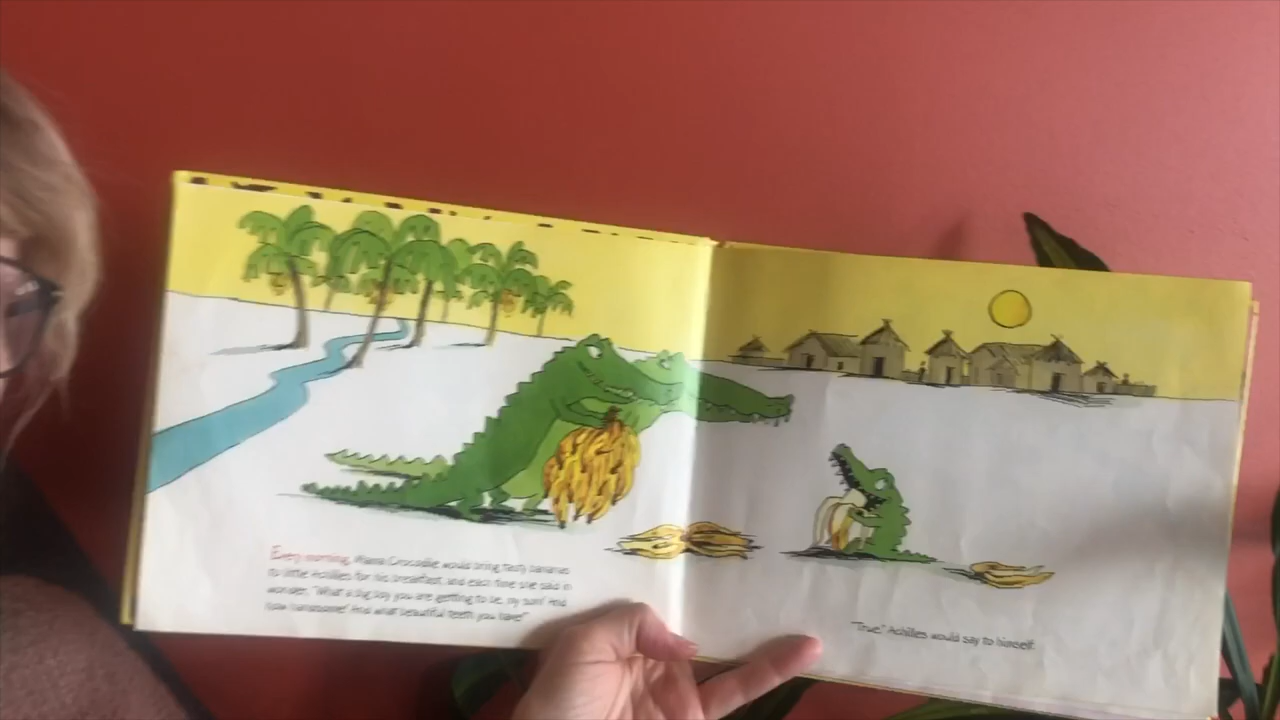 Every morning, Mama Crocodile would bring tasty bananas
to little Achilles for his breakfast, and each time she said in
wonder, "What a big boy you are getting to be, my son! And
how handsome! And what beautiful teeth you have!"
"True," Achilles would say to himself.